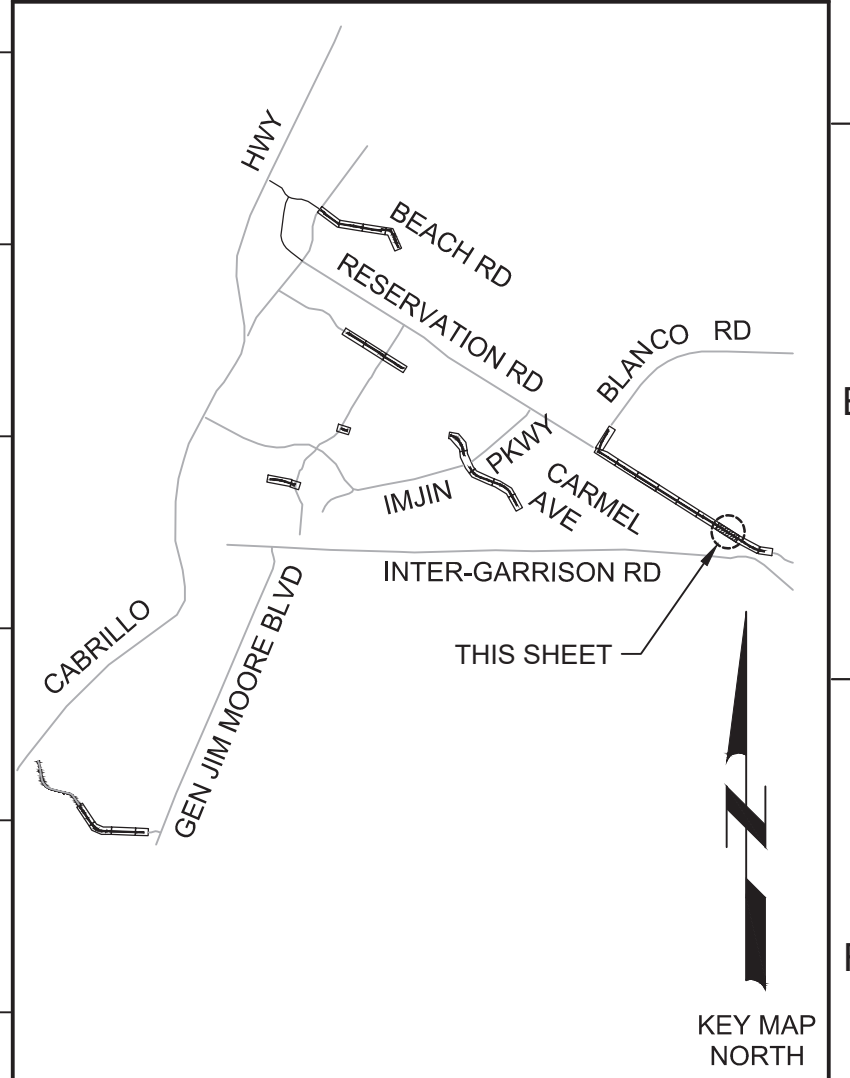 HWY
BEACH RD
RESERVATION RD
BLANCO RD
PKWY
IMJIN
CARMEL
AVE
INTER-GARRISON RD
CABRILLO
GEN JIM MOORE BLVD
THIS SHEET
KEY MAP
NORTH